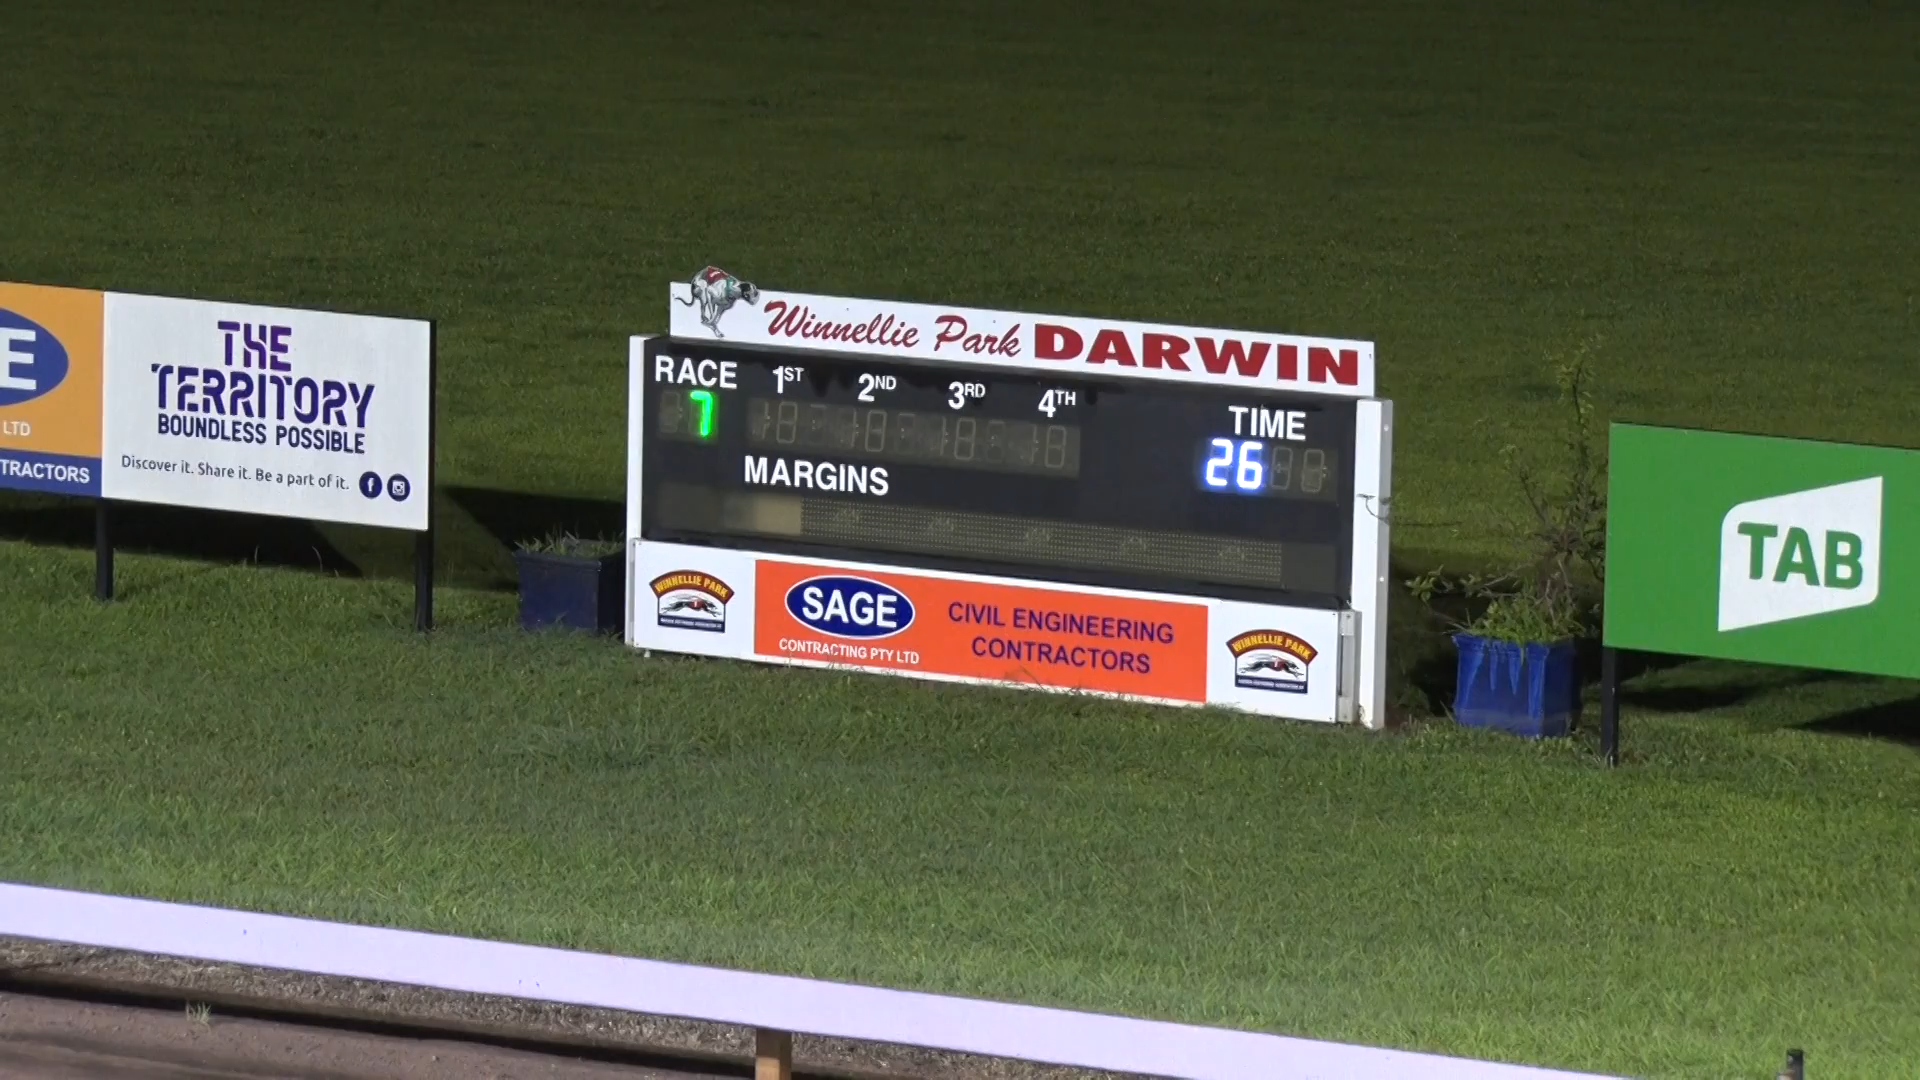 E
LTD
TRACTORS
THE
TERRITORY
BOUNDLESS POSSIBLE
Discover it. Share it. Be a part of it.
Winnellie Park DARWIN
RACE 1ST 2ND 3RD 4TH TIME
7 26
MARGINS
WINNELLIE PARK
SAGE
CONTRACTING PTY LTD
CIVIL ENGINEERING
CONTRACTORS
WINNELLIE PARK
TAB